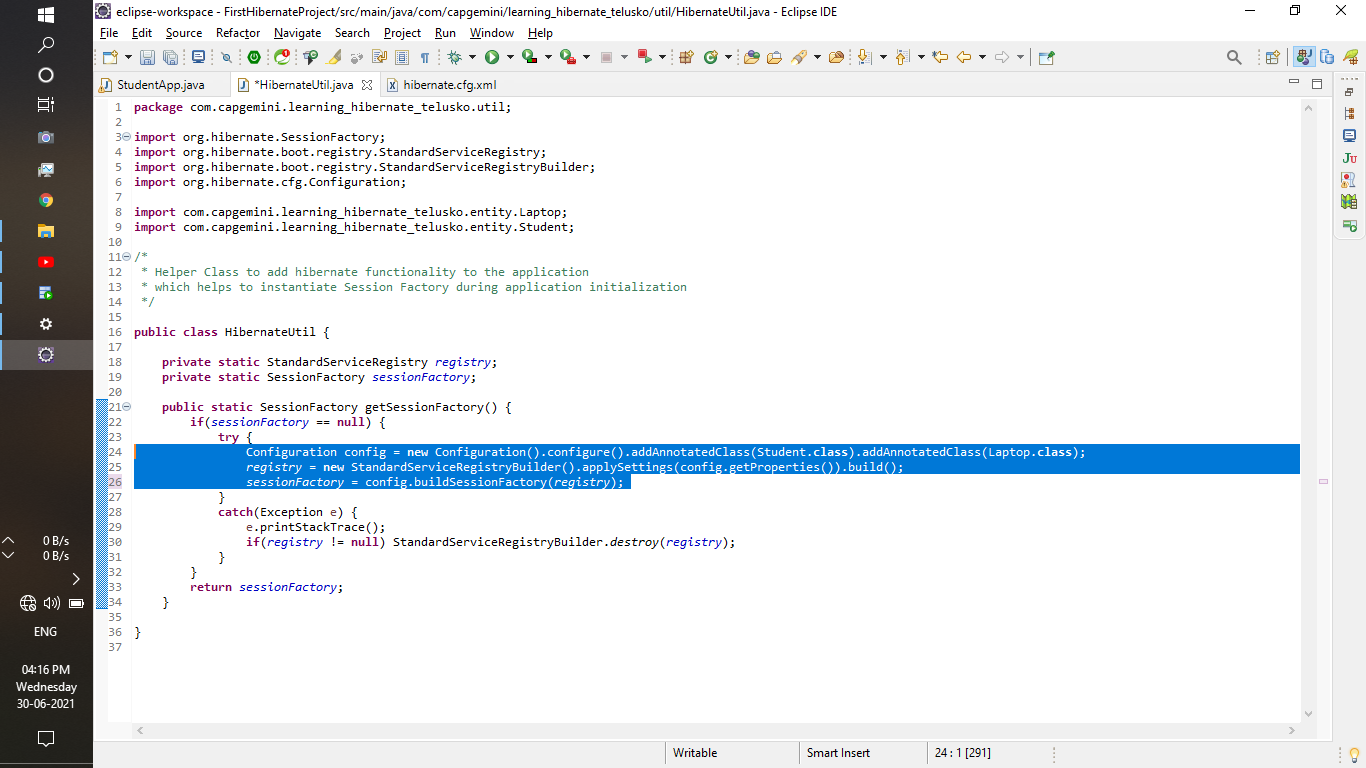 eclipse-workspace - FirstHibernateProject/src/main/java/com/capgemini/learning_hibernate_telusko/util/HibernateUtil.java - Eclipse IDE
File Edit Source Refactor Navigate Search Project Run Window Help
StudentApp.java *HibernateUtil.java hibernate.cfg.xml
1 package com.capgemini.learning_hibernate_telusko.util;
2
3 import org.hibernate.SessionFactory;
4 import org.hibernate.boot.registry.StandardServiceRegistry;
5 import org.hibernate.boot.registry.StandardServiceRegistryBuilder;
6 import org.hibernate.cfg.Configuration;
7
8 import com.capgemini.learning_hibernate_telusko.entity.Laptop;
9 import com.capgemini.learning_hibernate_telusko.entity.Student;
10
11 /*
12 * Helper Class to add hibernate functionality to the application
13 * which helps to instantiate Session Factory during application initialization
14 */
15
16 public class HibernateUtil {
17
18 private static StandardServiceRegistry registry;
19 private static SessionFactory sessionFactory;
20
21 public static SessionFactory getSessionFactory() {
22 if(sessionFactory == null) {
23 try {
24 Configuration config = new Configuration().configure().addAnnotatedClass(Student.class).addAnnotatedClass(Laptop.class);
25 registry = new StandardServiceRegistryBuilder().applySettings(config.getProperties()).build();
26 sessionFactory = config.buildSessionFactory(registry);
27 }
28 catch(Exception e) {
29 e.printStackTrace();
30 if(registry != null) StandardServiceRegistryBuilder.destroy(registry);
31 }
32 }
33 return sessionFactory;
34 }
35
36 }
37
Writable Smart Insert 24 : 1 [291]
0 B/s
0 B/s
ENG
04:16 PM
Wednesday
30-06-2021
Ju